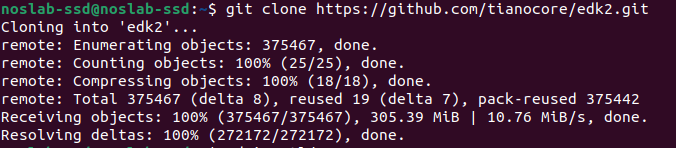 noslab-ssd@noslab-ssd:~$ git clone https://github.com/tianocore/edk2.git
Cloning into 'edk2'...
remote: Enumerating objects: 375467, done.
remote: Counting objects: 100% (25/25), done.
remote: Compressing objects: 100% (18/18), done.
remote: Total 375467 (delta 8), reused 19 (delta 7), pack-reused 375442
Receiving objects: 100% (375467/375467), 305.39 MiB | 10.76 MiB/s, done.
Resolving deltas: 100% (272172/272172), done.